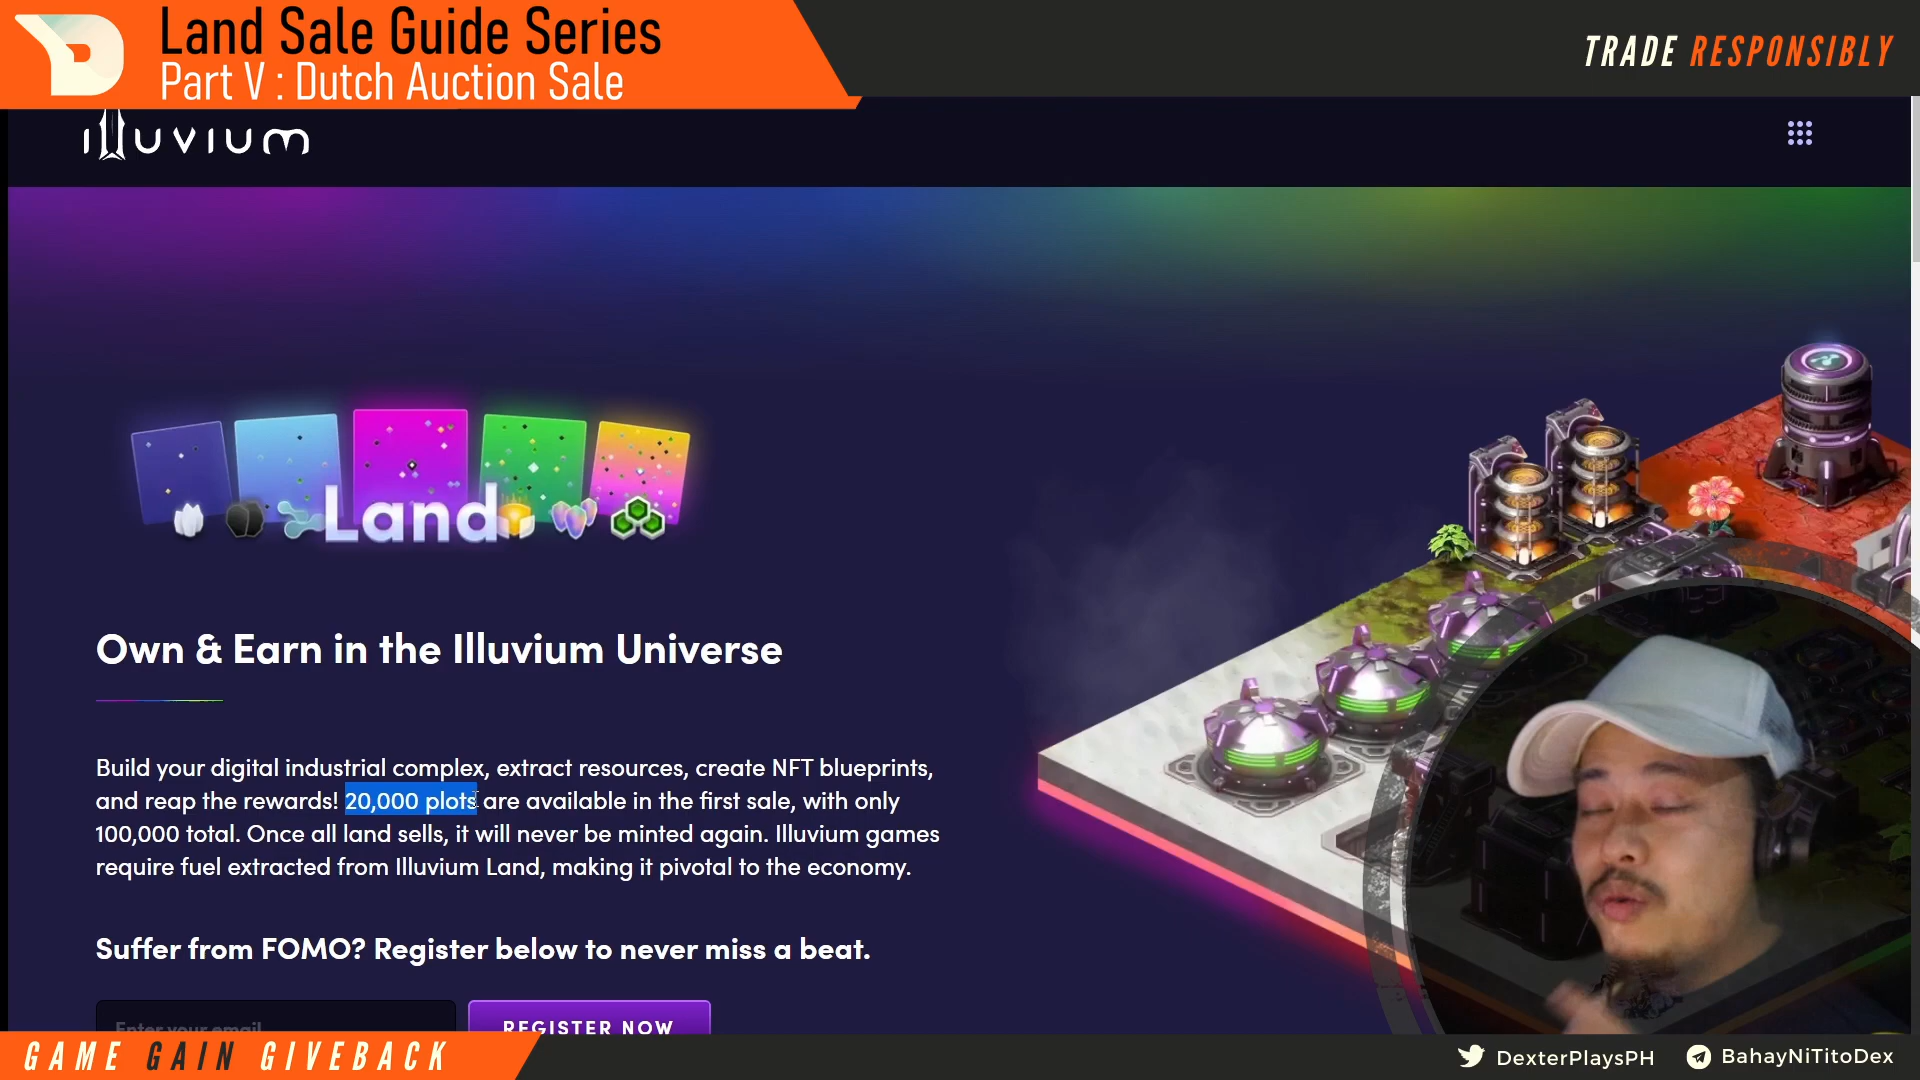 Land Sale Guide Series
Part V : Dutch Auction Sale
TRADE RESPONSIBLY
illuvium
Land
Own & Earn in the Illuvium Universe
Build your digital industrial complex, extract resources, create NFT blueprints,
and reap the rewards! 20,000 plots are available in the first sale, with only
100,000 total. Once all land sells, it will never be minted again. Illuvium games
require fuel extracted from Illuvium Land, making it pivotal to the economy.
Suffer from FOMO? Register below to never miss a beat.
Enter your email
REGISTER NOW
GAME GAIN GIVEBACK
DexterPlaysPH
BahayNiTitoDex